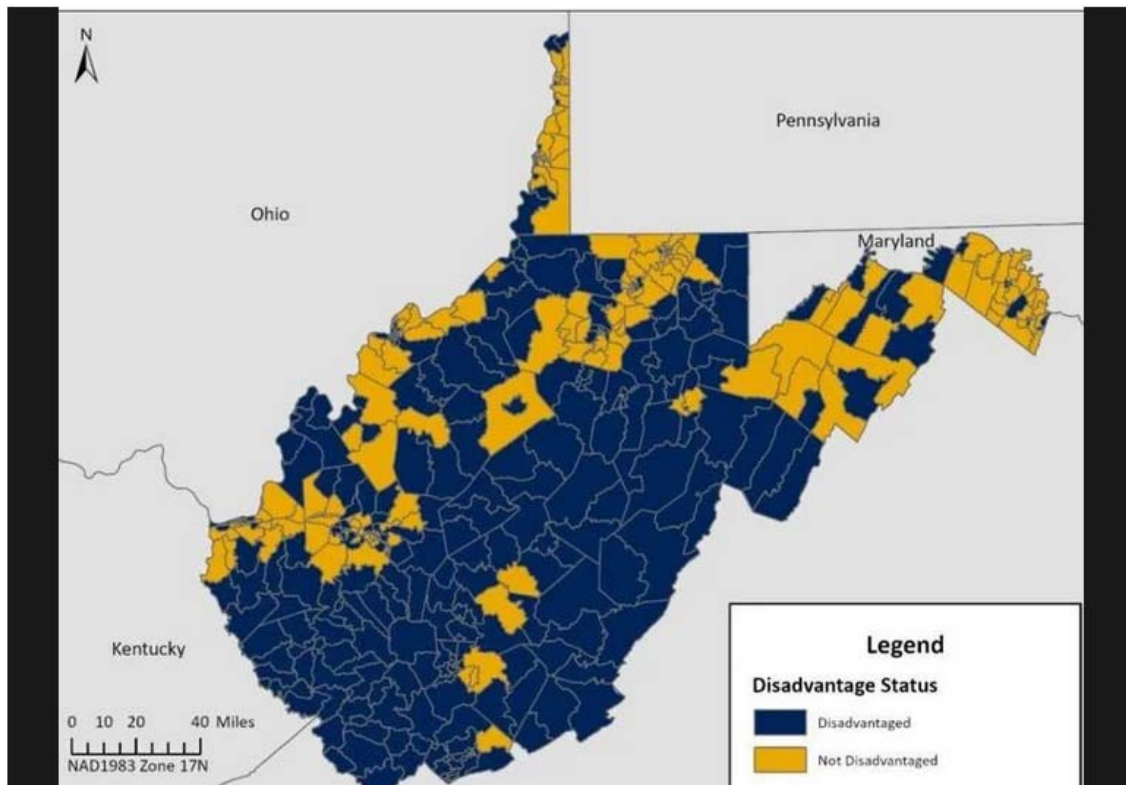 N
Pennsylvania
Ohio
Maryland
Kentucky
0 10 20 40 Miles
NAD1983 Zone 17N
Legend
Disadvantage Status
Disadvantaged
Not Disadvantaged